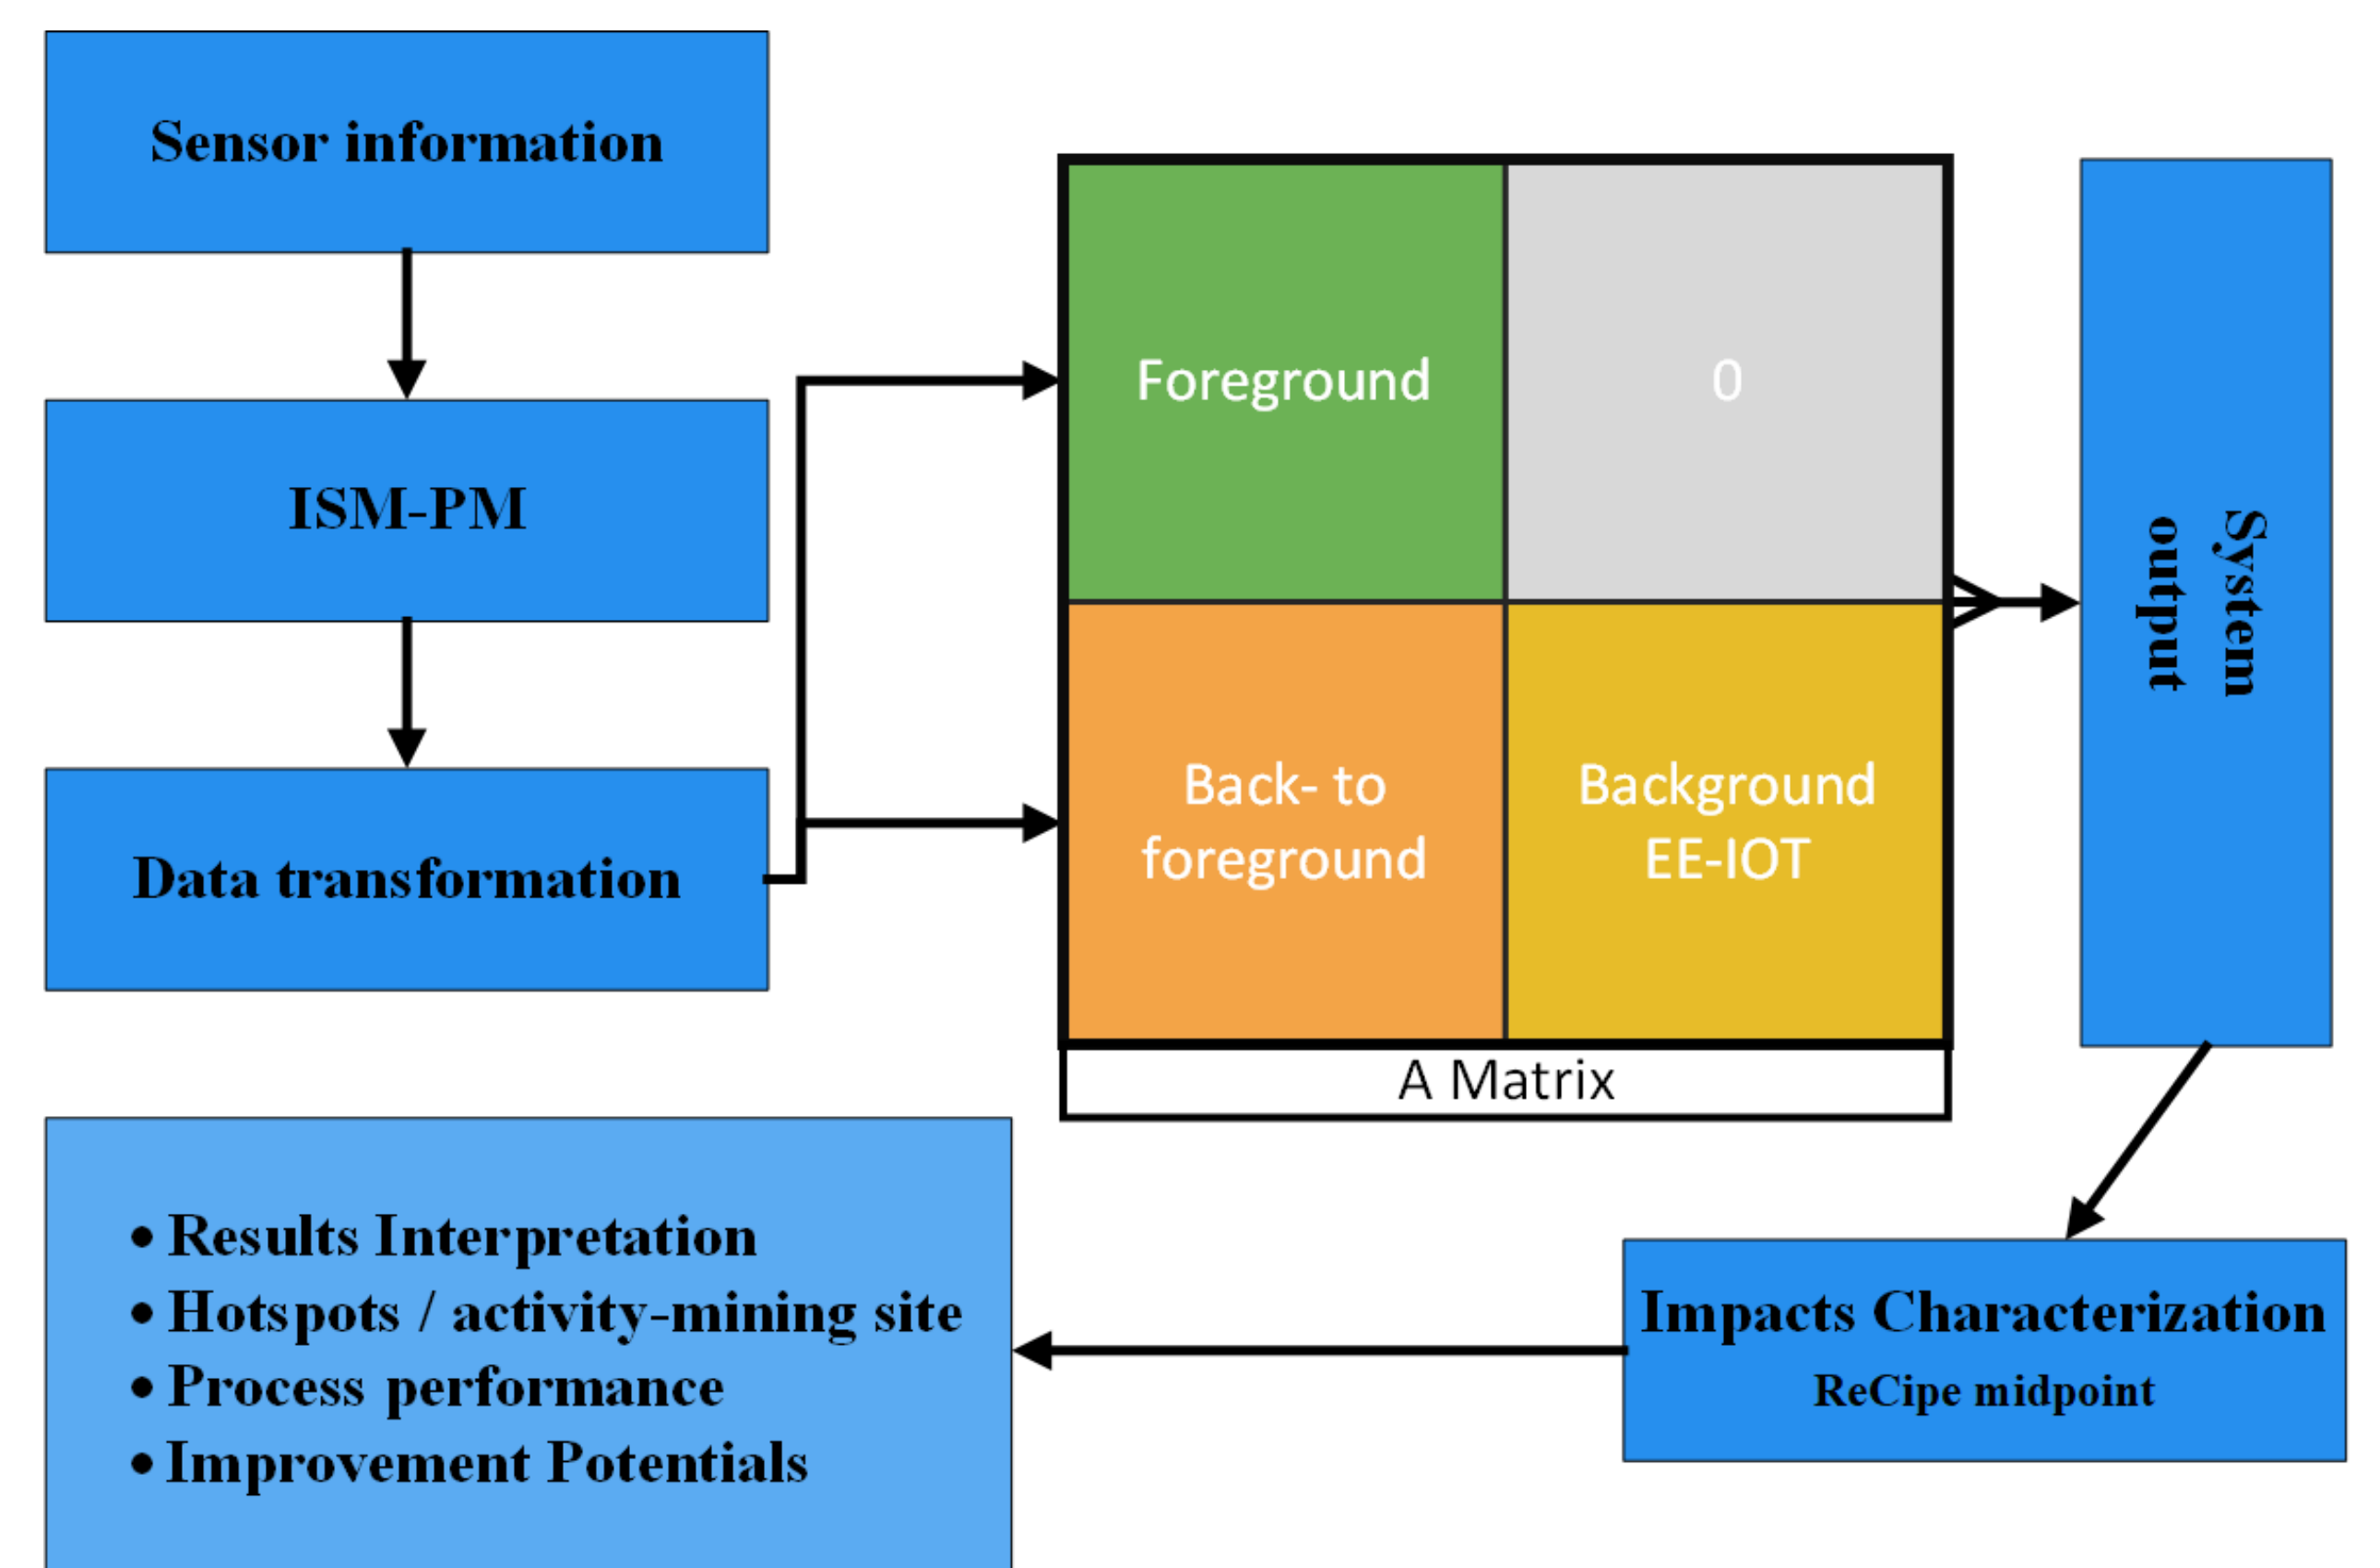 Sensor information
ISM-PM
Data transformation
Foreground
0
Back- to
foreground
Background
EE-IOT
A Matrix
System
output
Impacts Characterization
ReCipe midpoint
• Results Interpretation
• Hotspots / activity-mining site
• Process performance
• Improvement Potentials